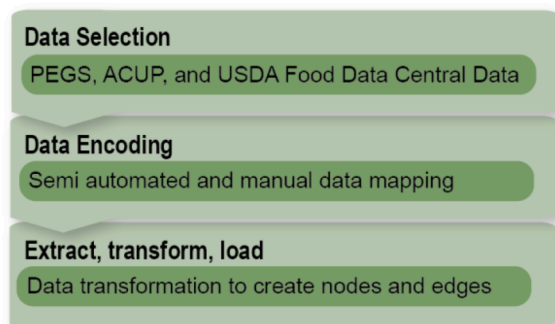 Data Selection
PEGS, ACUP, and USDA Food Data Central Data
Data Encoding
Semi automated and manual data mapping
Extract, transform, load
Data transformation to create nodes and edges